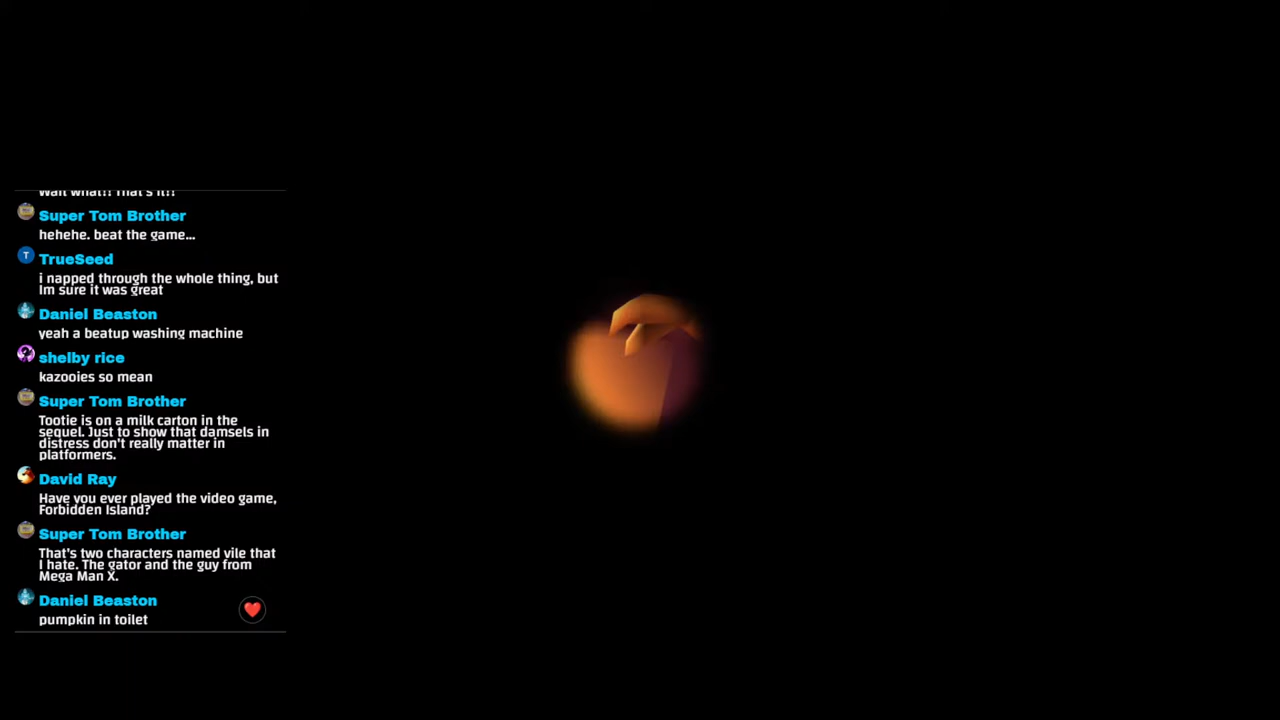 Wait what!! That's it!!
Super Tom Brother
hehehe. beat the game...
T
TrueSeed
i napped through the whole thing, but
Im sure it was great
Daniel Beaston
yeah a beatup washing machine
shelby rice
kazooies so mean
Super Tom Brother
Tootie is on a milk carton in the
sequel. Just to show that damsels in
distress don't really matter in
platformers.
David Ray
Have you ever played the video game,
Forbidden Island?
Super Tom Brother
That's two characters named vile that
I hate. The gator and the guy from
Mega Man X.
Daniel Beaston
pumpkin in toilet